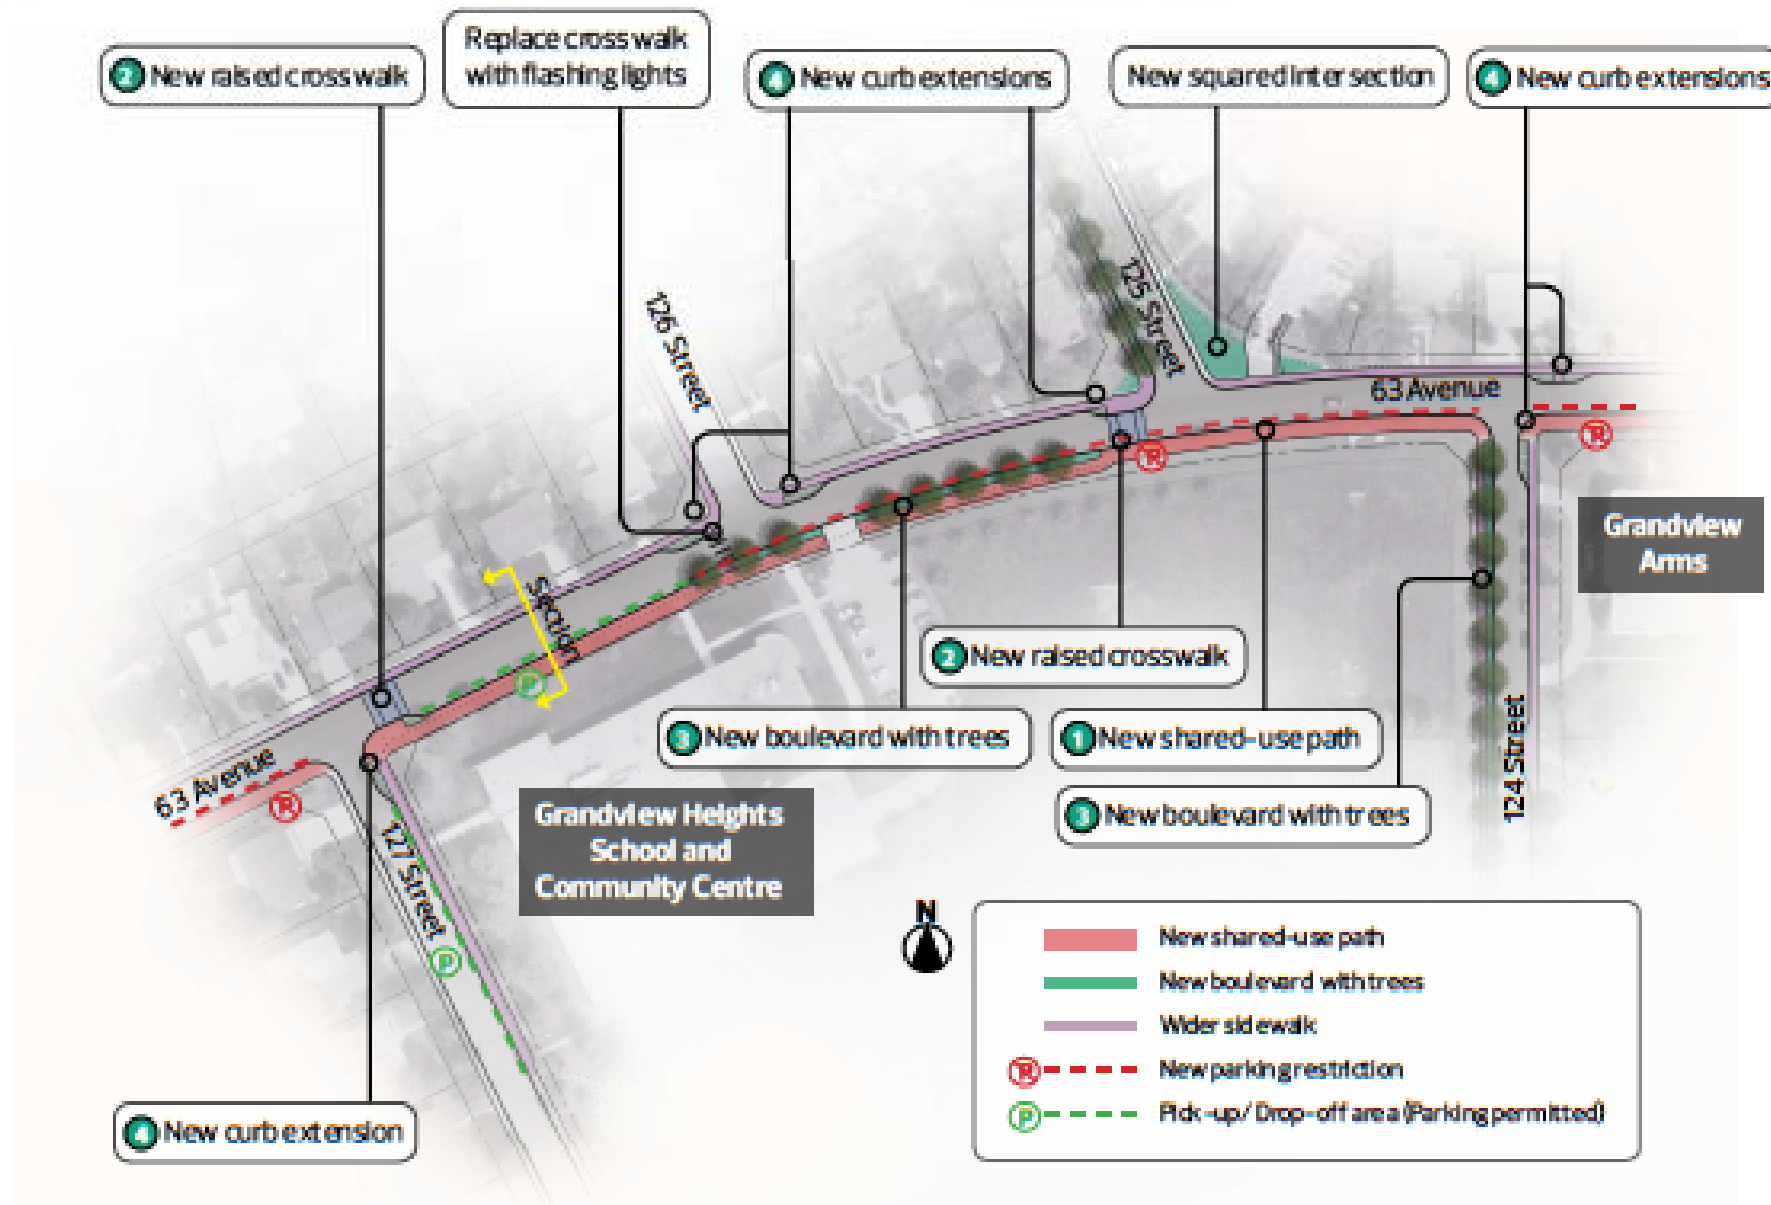 2 New raised crosswalk
Replace crosswalk
with flashing lights
4 New curb extensions
New squared intersection
4 New curb extensions
126 Street
125 Street
63 Avenue
Section
Grandview
Arms
2 New raised crosswalk
3 New boulevard with trees
1 New shared-use path
3 New boulevard with trees
124 Street
63 Avenue
127 Street
Grandview Heights
School and
Community Centre
P
P
4 New curb extension
N
New shared-use path
New boulevard with trees
Wider sidewalk
New parking restriction
P Pick-up/ Drop-off area (Parking permitted)